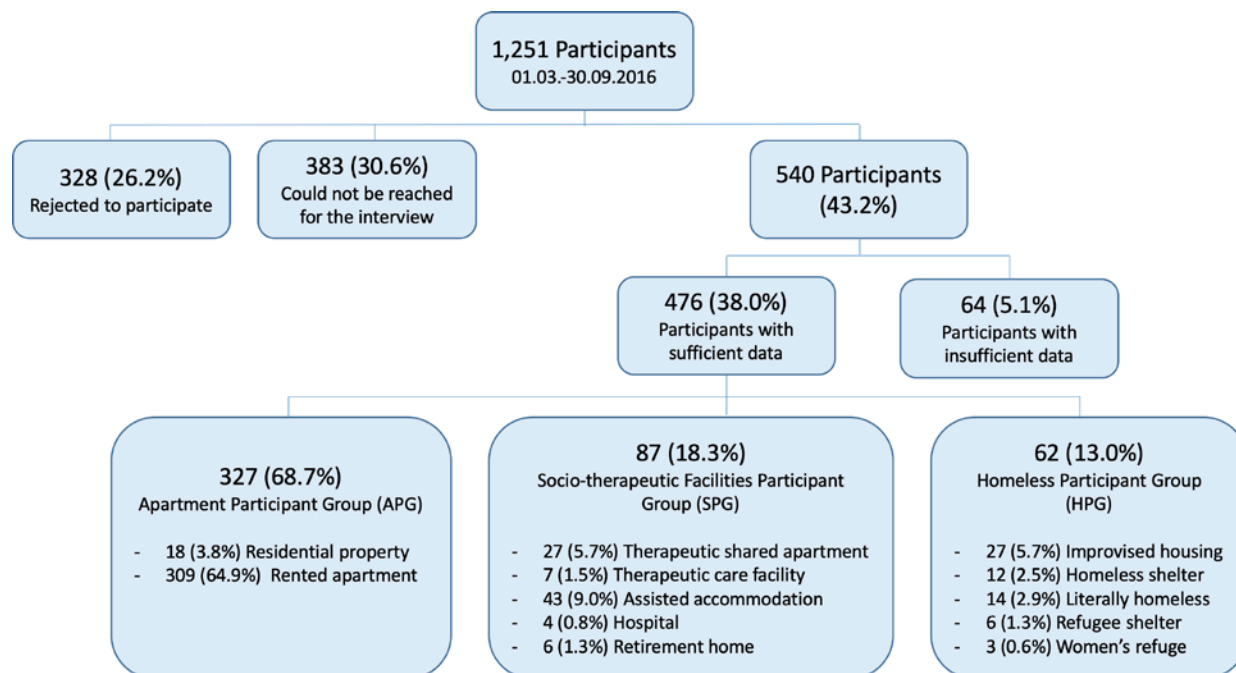 1,251 Participants
01.03.-30.09.2016
328 (26.2%)
Rejected to participate
383 (30.6%)
Could not be reached
for the interview
540 Participants
(43.2%)
476 (38.0%)
Participants with
sufficient data
64 (5.1%)
Participants with
insufficient data
327 (68.7%)
Apartment Participant Group (APG)
- 18 (3.8%) Residential property
- 309 (64.9%) Rented apartment
87 (18.3%)
Socio-therapeutic Facilities Participant
Group (SPG)
- 27 (5.7%) Therapeutic shared apartment
- 7 (1.5%) Therapeutic care facility
- 43 (9.0%) Assisted accommodation
- 4 (0.8%) Hospital
- 6 (1.3%) Retirement home
62 (13.0%)
Homeless Participant Group
(HPG)
- 27 (5.7%) Improvised housing
- 12 (2.5%) Homeless shelter
- 14 (2.9%) Literally homeless
- 6 (1.3%) Refugee shelter
- 3 (0.6%) Women's refuge